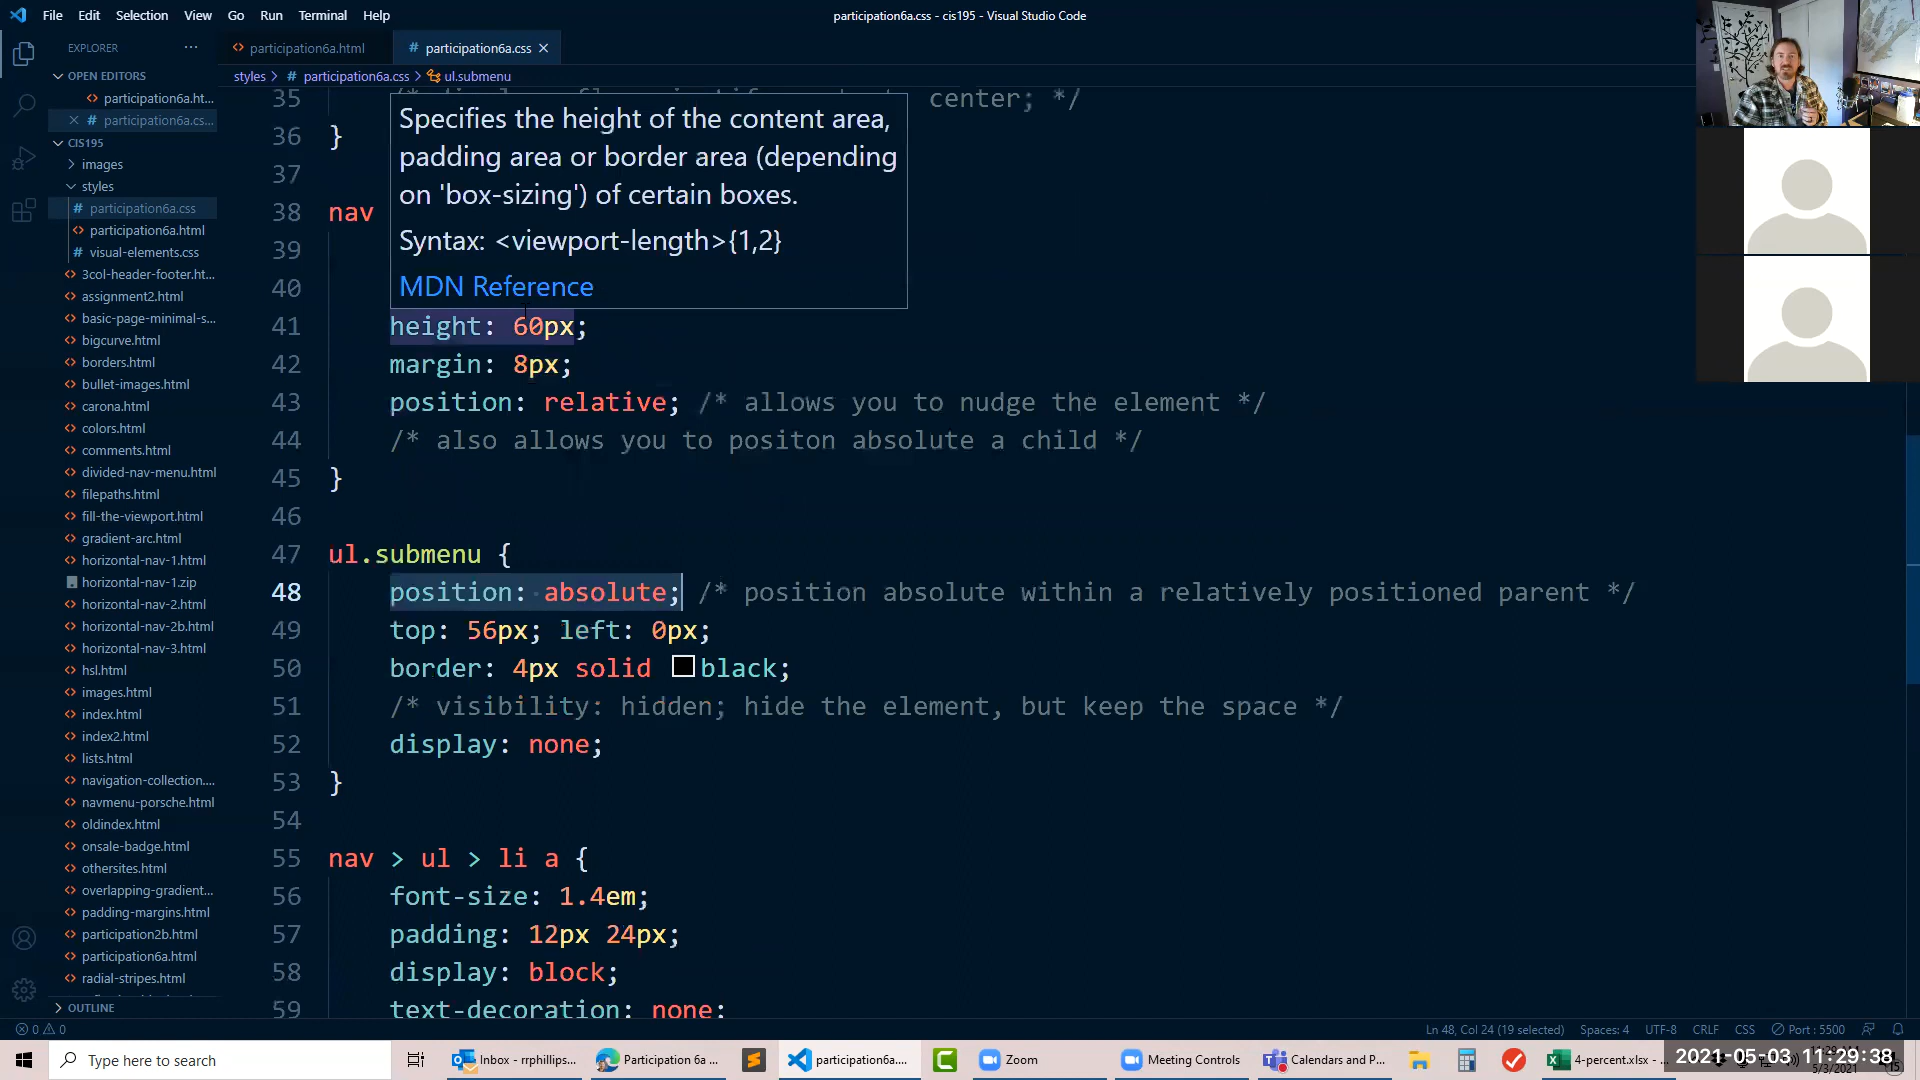 File Edit Selection View Go Run Terminal Help
participation6a.css - cis195 - Visual Studio Code
EXPLORER ···
OPEN EDITORS
participation6a.ht...
participation6a.cs...
CIS195
images
styles
participation6a.css
participation6a.html
visual-elements.css
3col-header-footer.ht...
assignment2.html
basic-page-minimal-s...
bigcurve.html
borders.html
bullet-images.html
carona.html
colors.html
comments.html
divided-nav-menu.html
filepaths.html
fill-the-viewport.html
gradient-arc.html
horizontal-nav-1.html
horizontal-nav-1.zip
horizontal-nav-2.html
horizontal-nav-2b.html
horizontal-nav-3.html
hsl.html
images.html
index.html
index2.html
lists.html
navigation-collection....
navmenu-porsche.html
oldindex.html
onsale-badge.html
othersites.html
overlapping-gradient...
padding-margins.html
participation2b.html
participation6a.html
radial-stripes.html
OUTLINE
participation6a.html
# participation6a.css
styles > # participation6a.css > ul.submenu
35 center; */
36 }
37
38 nav
39
40
Specifies the height of the content area,
padding area or border area (depending
on 'box-sizing') of certain boxes.
Syntax: <viewport-length>{1,2}
MDN Reference
41 height: 60px;
42 margin: 8px;
43 position: relative; /* allows you to nudge the element */
44 /* also allows you to positon absolute a child */
45 }
46
47 ul.submenu {
48 position: absolute; /* position absolute within a relatively positioned parent */
49 top: 56px; left: 0px;
50 border: 4px solid black;
51 /* visibility: hidden; hide the element, but keep the space */
52 display: none;
53 }
54
55 nav > ul > li a {
56 font-size: 1.4em;
57 padding: 12px 24px;
58 display: block;
59 text-decoration: none;
0 0
Ln 48, Col 24 (19 selected) Spaces: 4 UTF-8 CRLF CSS Port : 5500
Type here to search
Inbox - rrphillips...
Participation 6a ...
participation6a....
Zoom
Meeting Controls
Calendars and P...
4-percent.xlsx - ...
2021-05-03 11:29:38
5/3/2021
15